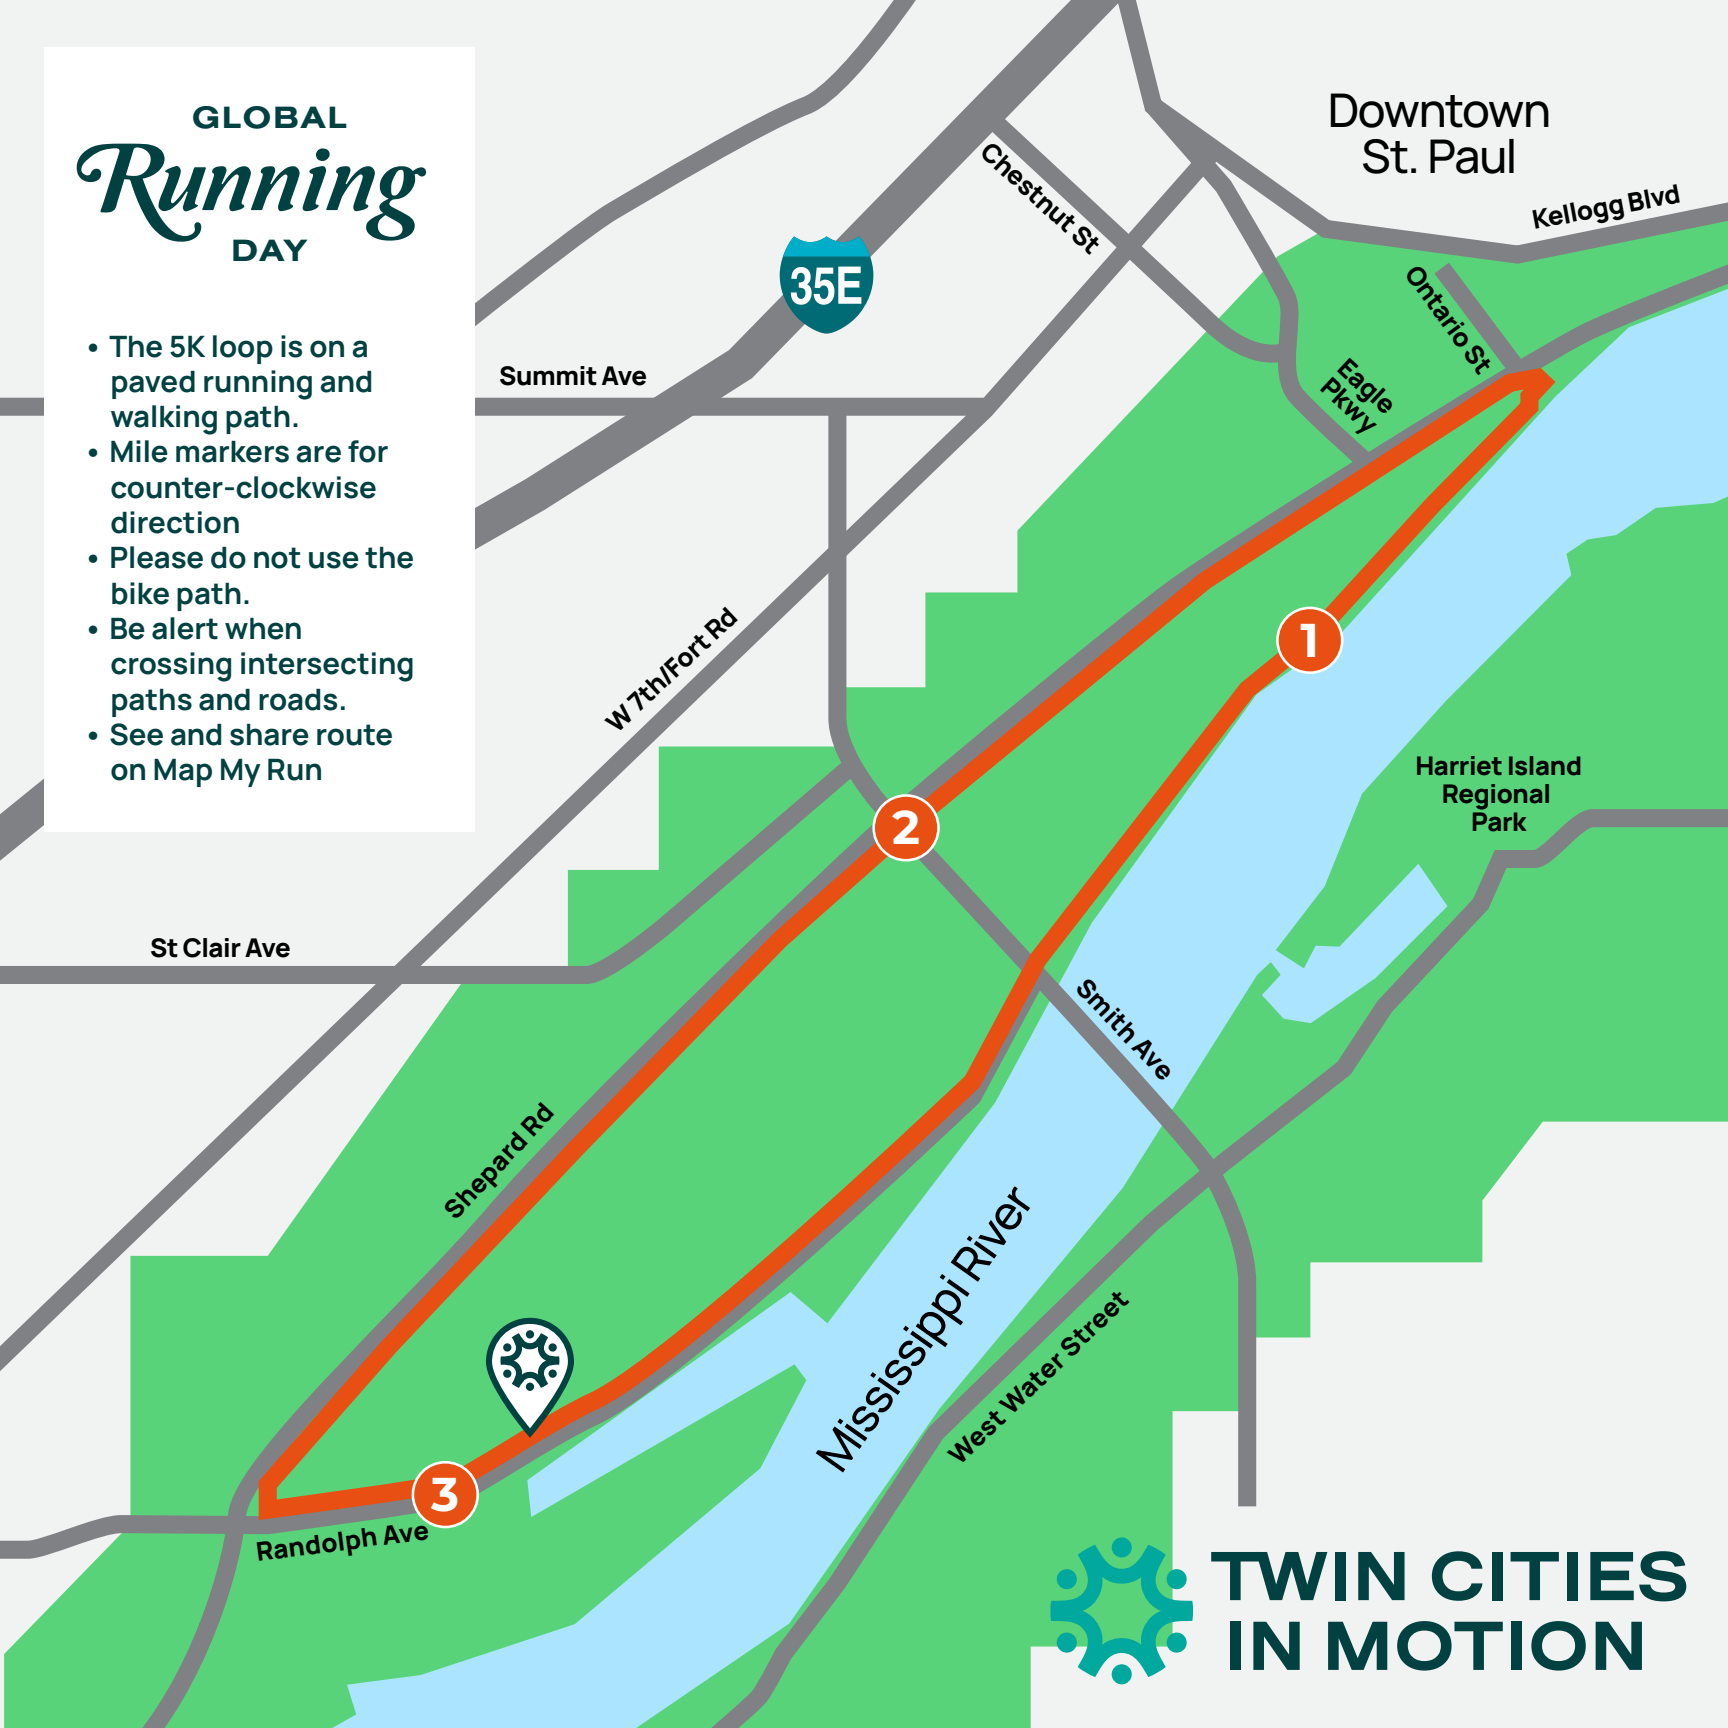 GLOBAL
Running
DAY
• The 5K loop is on a
paved running and
walking path.
• Mile markers are for
counter-clockwise
direction
• Please do not use the
bike path.
• Be alert when
crossing intersecting
paths and roads.
• See and share route
on Map My Run
Downtown
St. Paul
Kellogg Blvd
Chestnut St
Ontario St
35E
Summit Ave
Eagle
Pkwy
W 7th/Fort Rd
1
Harriet Island
Regional
Park
2
St Clair Ave
Smith Ave
Shepard Rd
Mississippi River
West Water Street
3
Randolph Ave
TWIN CITIES
IN MOTION